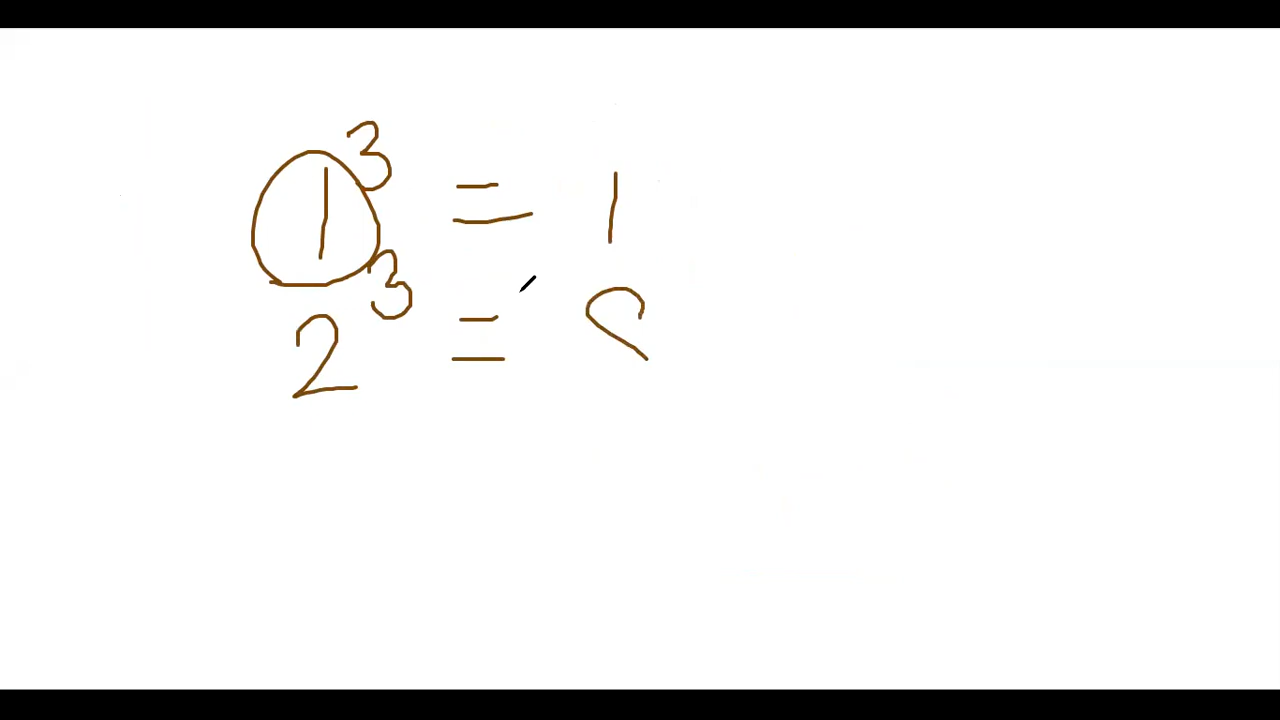 1³ = 1
2³ =